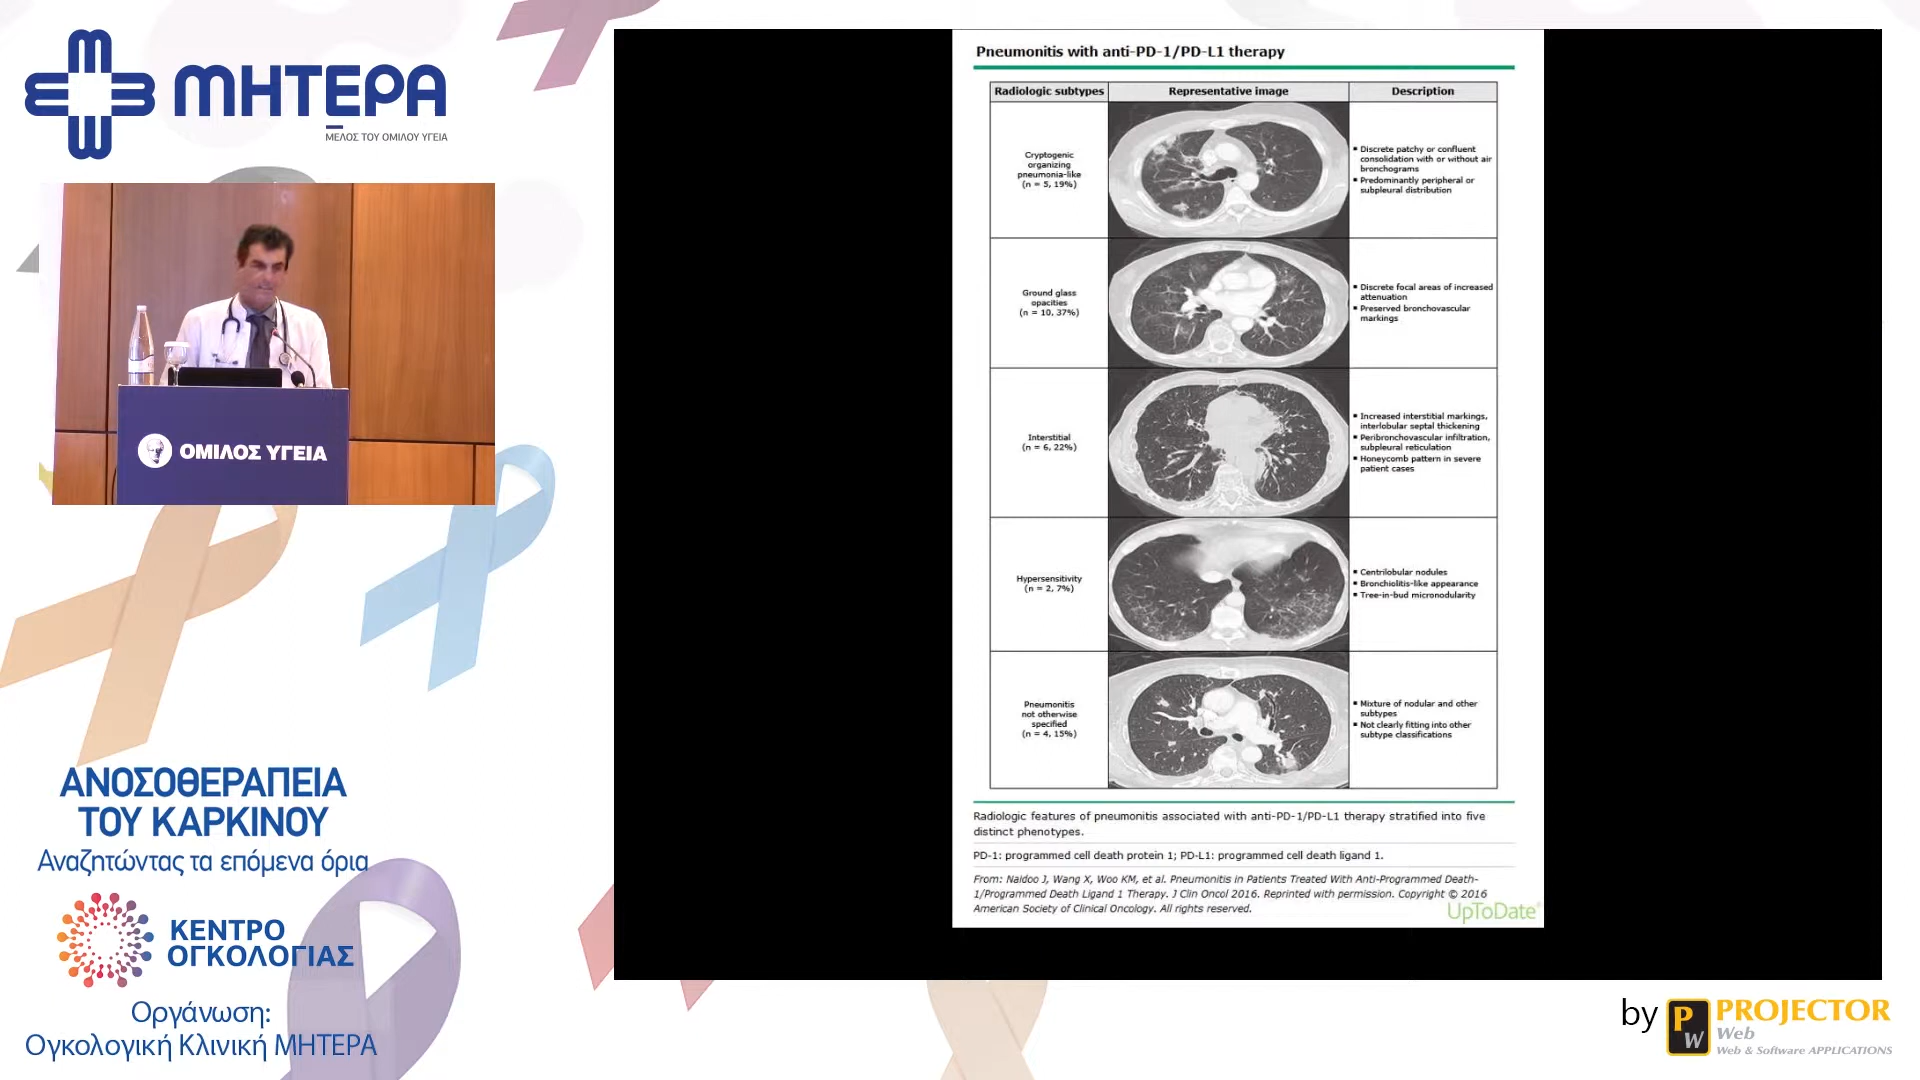 ΜΗΤΕΡΑ
ΜΕΛΟΣ ΤΟΥ ΟΜΙΛΟΥ ΥΓΕΙΑ
ΟΜΙΛΟΣ ΥΓΕΙΑ
ΑΝΟΣΟΘΕΡΑΠΕΙΑ
ΤΟΥ ΚΑΡΚΙΝΟΥ
Αναζητώντας τα επόμενα όρια
ΚΕΝΤΡΟ
ΟΓΚΟΛΟΓΙΑΣ
Οργάνωση:
Ογκολογική Κλινική ΜΗΤΕΡΑ
Pneumonitis with anti-PD-1/PD-L1 therapy
Radiologic subtypes Representative image Description
Cryptogenic
organizing
pneumonia-like
(n = 5, 19%)
▪ Discrete patchy or confluent
consolidation with or without air
bronchograms
▪ Predominantly peripheral or
subpleural distribution
Ground glass
opacities
(n = 10, 37%)
▪ Discrete focal areas of increased
attenuation
▪ Preserved bronchovascular
markings
Interstitial
(n = 6, 22%)
▪ Increased interstitial markings,
interlobular septal thickening
▪ Peribronchovascular infiltration,
subpleural reticulation
▪ Honeycomb pattern in severe
patient cases
Hypersensitivity
(n = 2, 7%)
▪ Centrilobular nodules
▪ Bronchiolitis-like appearance
▪ Tree-in-bud micronodularity
Pneumonitis
not otherwise
specified
(n = 4, 15%)
▪ Mixture of nodular and other
subtypes
▪ Not clearly fitting into other
subtype classifications
Radiologic features of pneumonitis associated with anti-PD-1/PD-L1 therapy stratified into five
distinct phenotypes.
PD-1: programmed cell death protein 1; PD-L1: programmed cell death ligand 1.
From: Naidoo J, Wang X, Woo KM, et al. Pneumonitis in Patients Treated With Anti-Programmed Death-
1/Programmed Death Ligand 1 Therapy. J Clin Oncol 2016. Reprinted with permission. Copyright © 2016
American Society of Clinical Oncology. All rights reserved.
UpToDate®
by PW PROJECTOR
Web
Web & Software APPLICATIONS